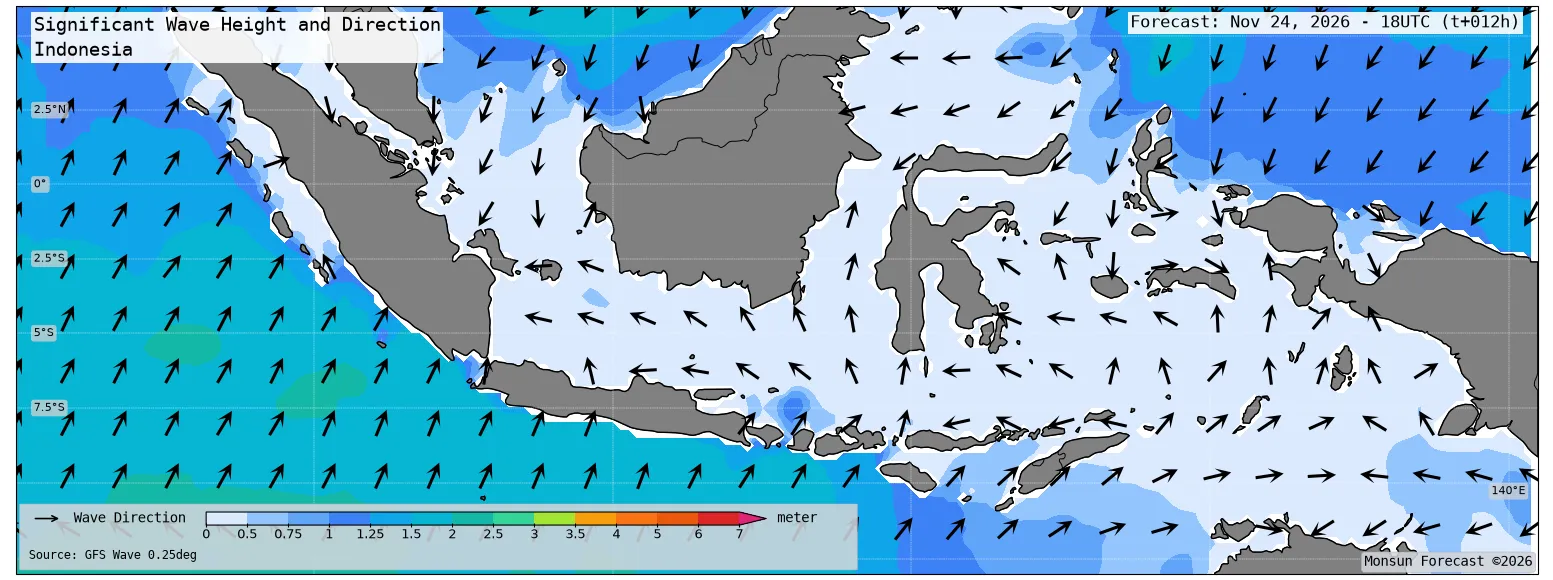 Significant Wave Height and Direction
Indonesia
Forecast: Nov 24, 2026 - 18UTC (t+012h)
2.5°N
0°
2.5°S
5°S
7.5°S
140°E
Wave Direction
meter
0 0.5 0.75 1 1.25 1.5 2 2.5 3 3.5 4 5 6 7
Source: GFS Wave 0.25deg
Monsun Forecast ©2026